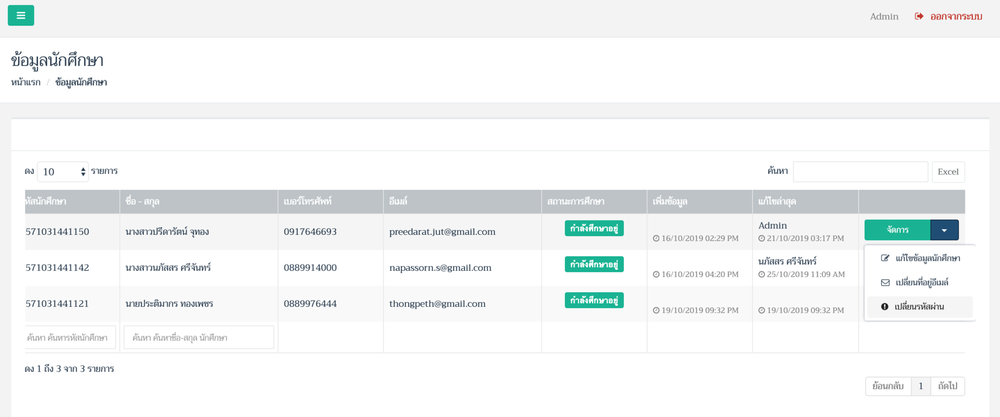 Admin ออกจากระบบ
ข้อมูลนักศึกษา
หน้าแรก / ข้อมูลนักศึกษา
ดง 10 รายการ ค้นหา Excel
หัสนักศึกษา ชื่อ - สกุล เบอร์โทรศัพท์ อีเมล์ สถานะการศึกษา เพิ่มข้อมูล แก้ไขล่าสุด
571031441150 นางสาวปรีดารัตน์ จุทอง 0917646693 preedarat.jut@gmail.com กำลังศึกษาอยู่ 16/10/2019 02:29 PM Admin จัดการ
21/10/2019 03:17 PM
แก้ไขข้อมูลนักศึกษา
571031441142 นางสาวนภัสสร ศรีจันทร์ 0889914000 napassorn.s@gmail.com กำลังศึกษาอยู่ 16/10/2019 04:20 PM นภัสสร ศรีจันทร์
25/10/2019 11:09 AM
เปลี่ยนที่อยู่อีเมล์
571031441121 นายประติมากร ทองเพชร 0889976444 thongpeth@gmail.com กำลังศึกษาอยู่ 19/10/2019 09:32 PM 19/10/2019 09:32 PM
เปลี่ยนรหัสผ่าน
ค้นหา ค้นหารหัสนักศึกษา ค้นหา ค้นหาชื่อ-สกุล นักศึกษา
ดง 1 ถึง 3 จาก 3 รายการ
ย้อนกลับ 1 ถัดไป